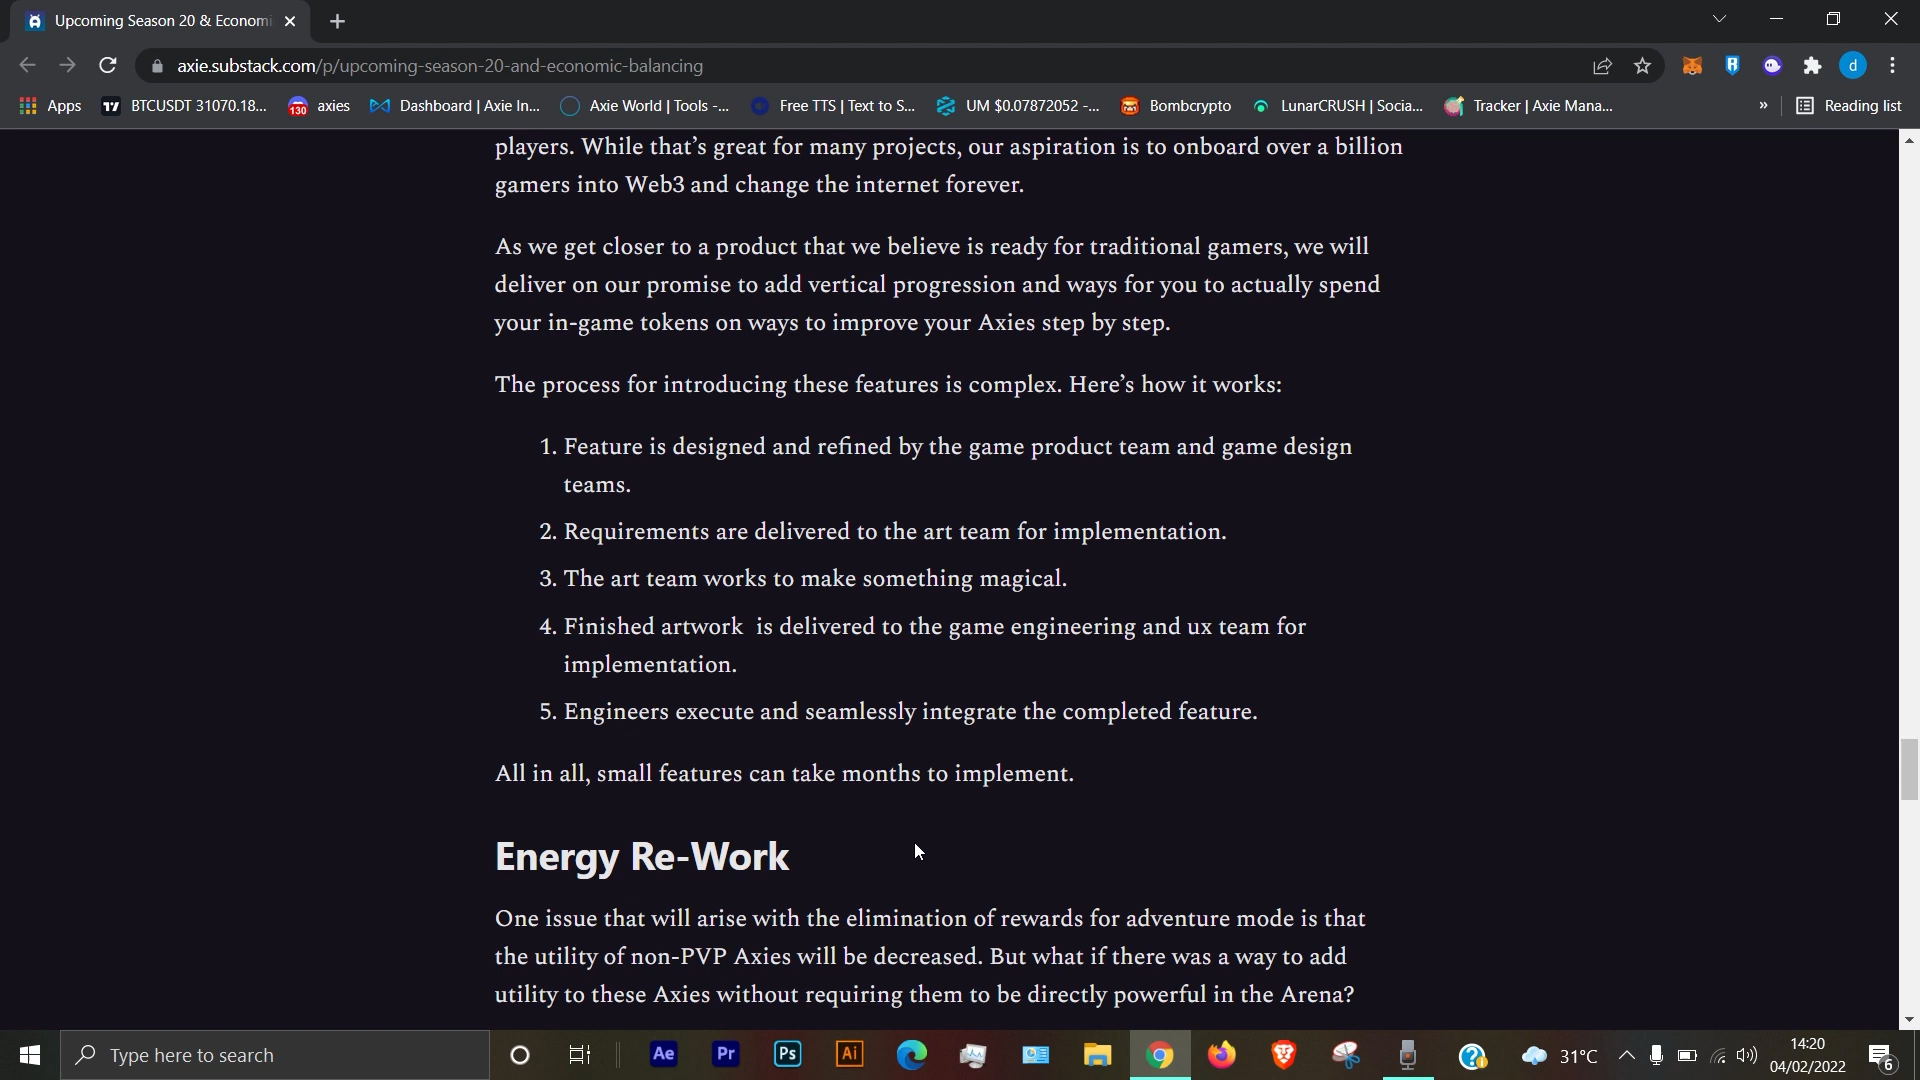 Upcoming Season 20 & Econom
axie.substack.com/p/upcoming-season-20-and-economic-balancing
d
Apps
BTCUSDT 31070.18...
130
axies
Dashboard | Axie In...
Axie World | Tools -...
Free TTS | Text to S...
UM $0.07872052 -...
Bombcrypto
LunarCRUSH | Socia...
Tracker | Axie Mana...
»
Reading list
players. While that's great for many projects, our aspiration is to onboard over a billion
gamers into Web3 and change the internet forever.
As we get closer to a product that we believe is ready for traditional gamers, we will
deliver on our promise to add vertical progression and ways for you to actually spend
your in-game tokens on ways to improve your Axies step by step.
The process for introducing these features is complex. Here's how it works:
1. Feature is designed and refined by the game product team and game design
teams.
2. Requirements are delivered to the art team for implementation.
3. The art team works to make something magical.
4. Finished artwork  is delivered to the game engineering and ux team for
implementation.
5. Engineers execute and seamlessly integrate the completed feature.
All in all, small features can take months to implement.
Energy Re-Work
One issue that will arise with the elimination of rewards for adventure mode is that
the utility of non-PVP Axies will be decreased. But what if there was a way to add
utility to these Axies without requiring them to be directly powerful in the Arena?
Type here to search
Ae
Pr
Ps
Ai
31°C
14:20
04/02/2022
6